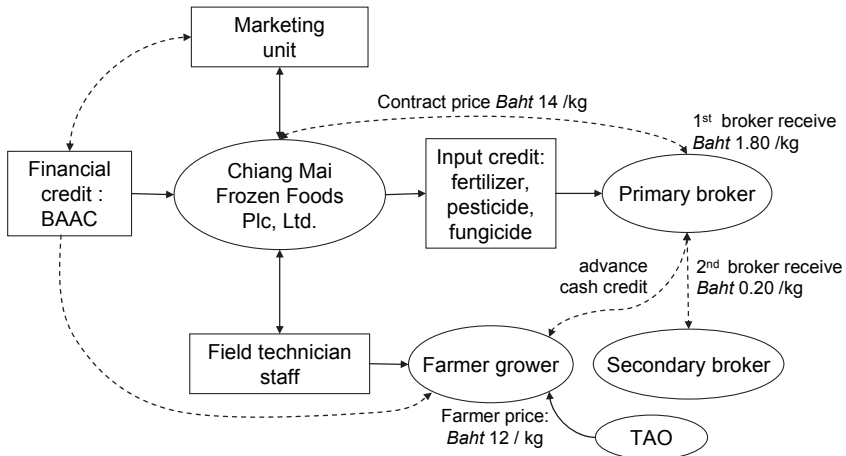 Marketing
unit
Contract price Baht 14 /kg
1st broker receive
Baht 1.80 /kg
Financial
credit :
BAAC
Chiang Mai
Frozen Foods
Plc, Ltd.
Input credit:
fertilizer,
pesticide,
fungicide
Primary broker
advance
cash credit
2nd broker receive
Baht 0.20 /kg
Field technician
staff
Farmer grower
Secondary broker
Farmer price:
Baht 12 / kg
TAO